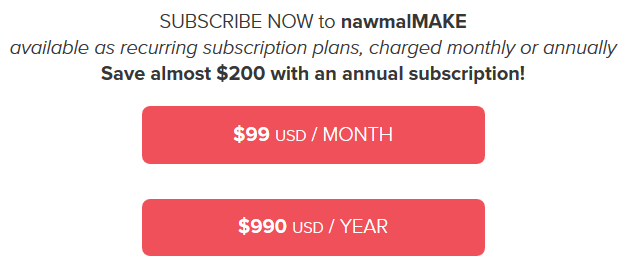 SUBSCRIBE NOW to nawmalMAKE
available as recurring subscription plans, charged monthly or annually
Save almost $200 with an annual subscription!
$99 USD / MONTH
$990 USD / YEAR